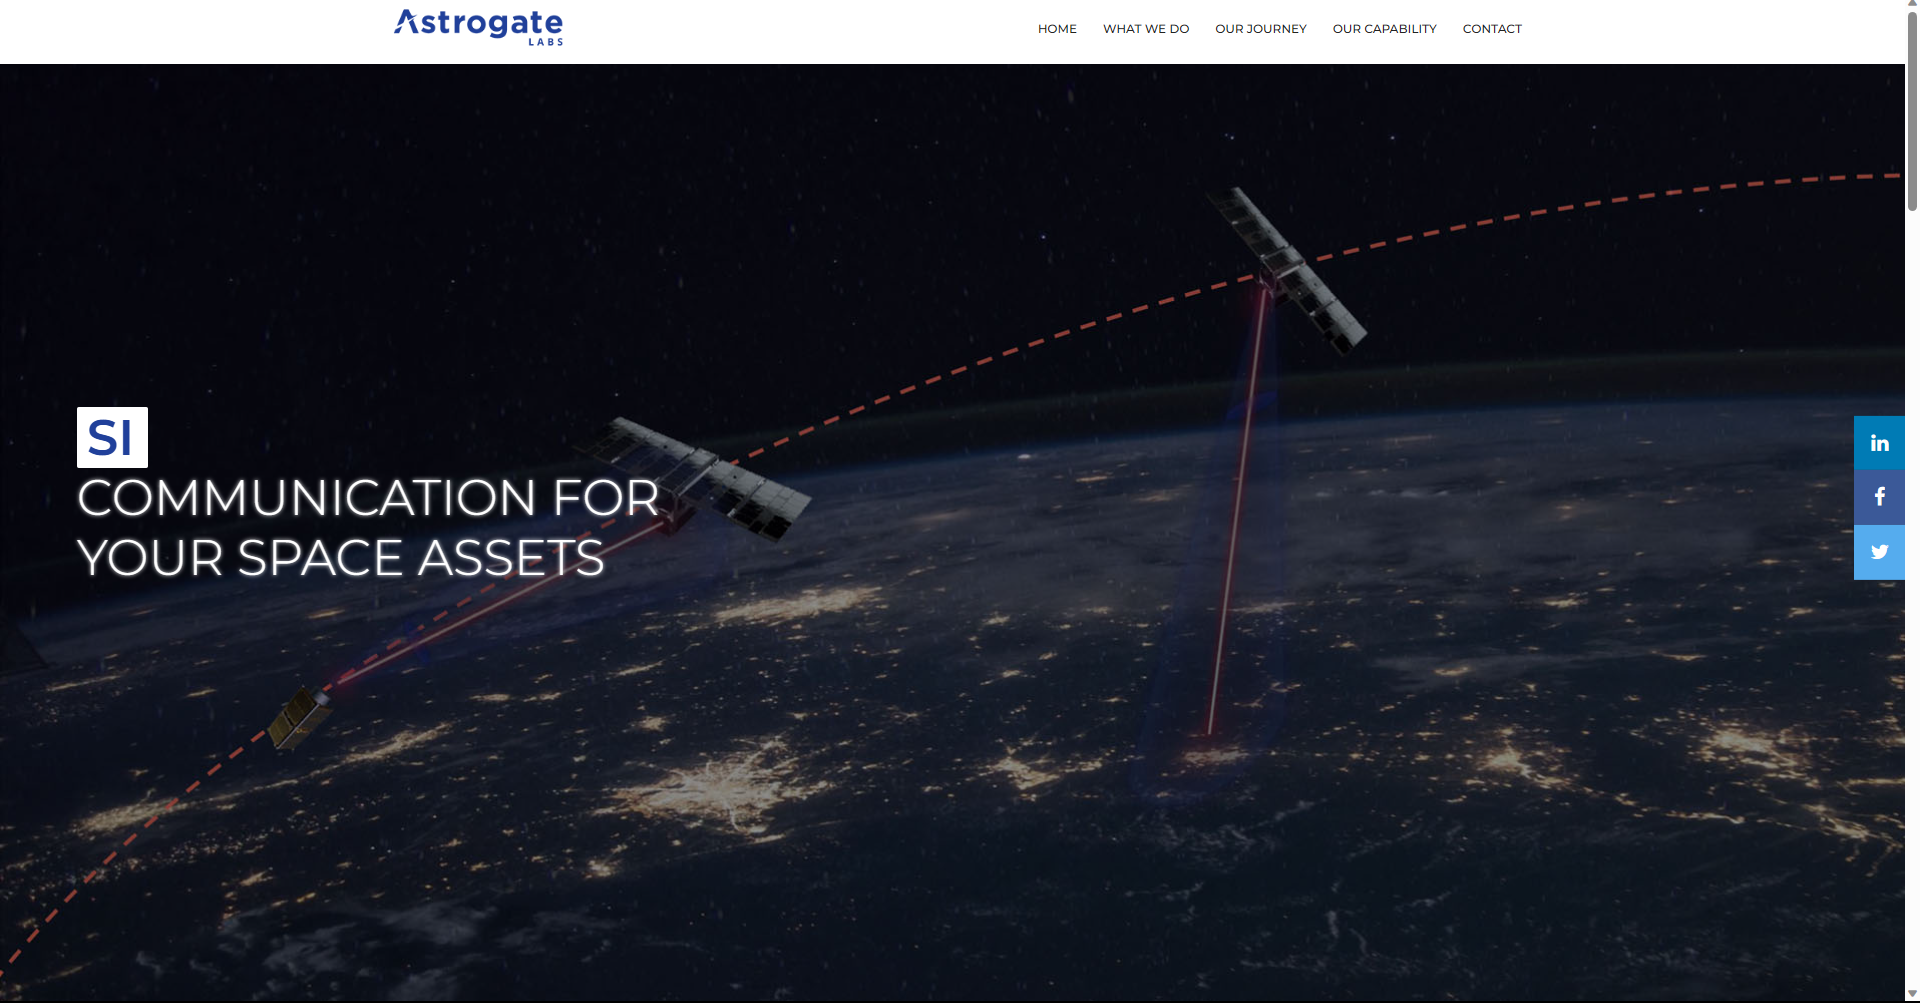 Astrogate
LABS
HOME WHAT WE DO OUR JOURNEY OUR CAPABILITY CONTACT
SI
COMMUNICATION FOR
YOUR SPACE ASSETS
in
f